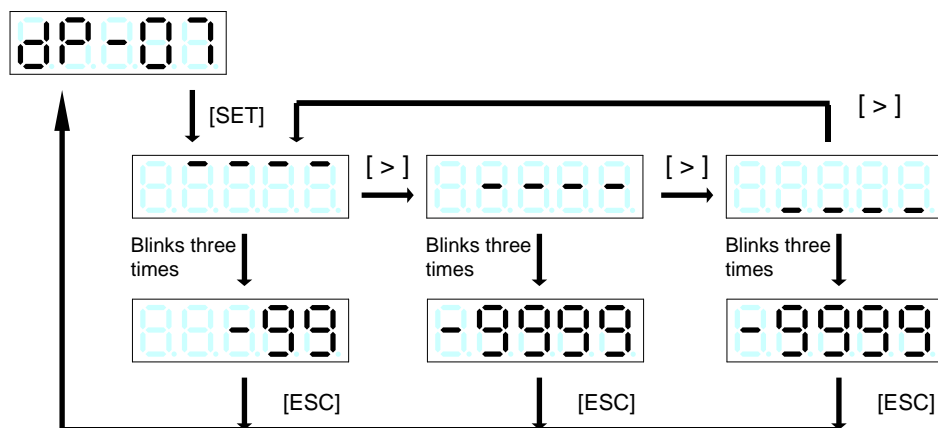 dP-07
[SET]
[ > ]
- - - -
[ > ]
- - - -
[ > ]
_ _ _ _
Blinks three
times
Blinks three
times
Blinks three
times
-99
-9999
-9999
[ESC]
[ESC]
[ESC]